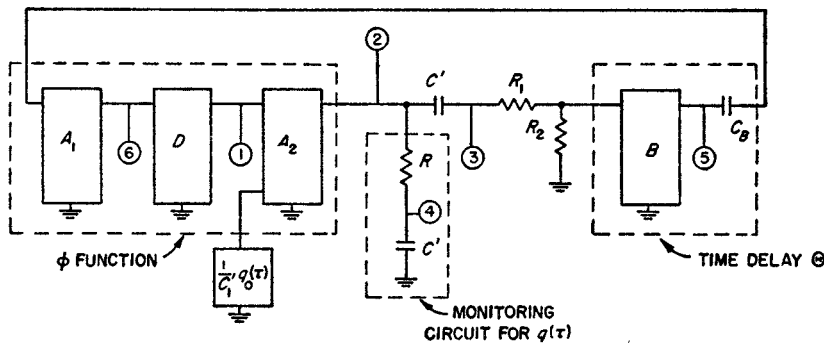 ②
C'
R₁
R₂
A₁
D
A₂
B
C_B
⑥
①
③
⑤
R
④
C'
φ FUNCTION
1/C₁' q₀(τ)
TIME DELAY Θ
MONITORING
CIRCUIT FOR q(τ)